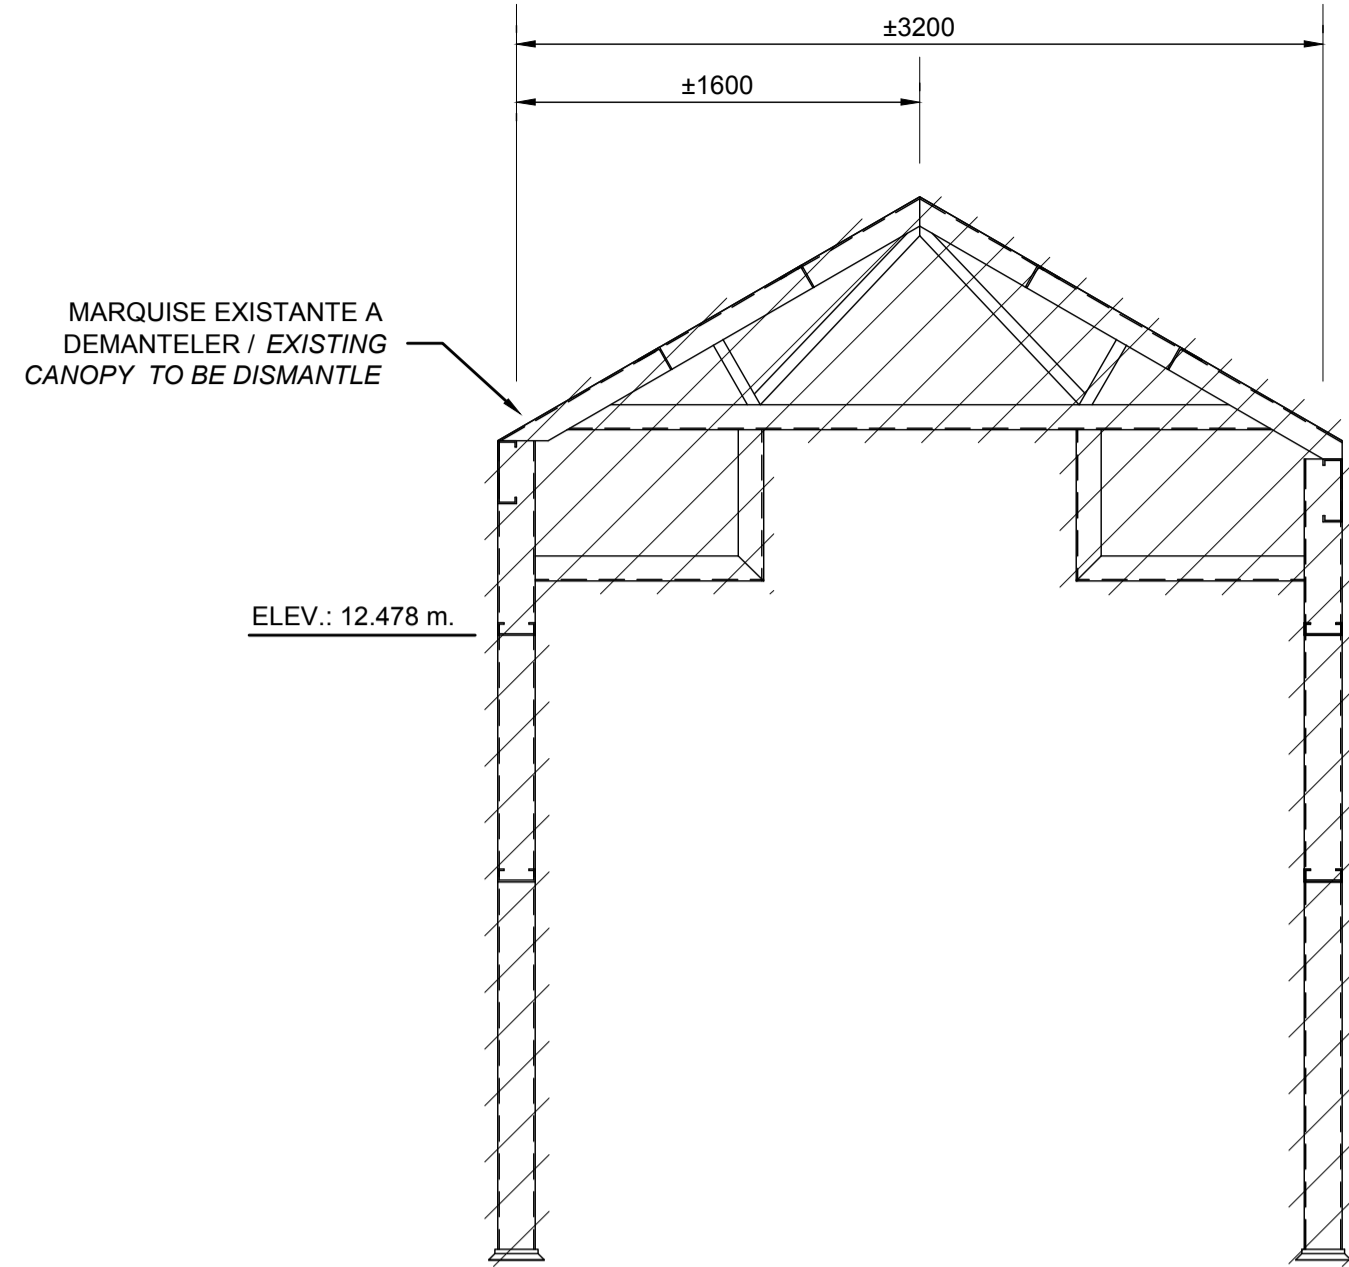 ±3200
±1600
MARQUISE EXISTANTE A
DEMANTELER / EXISTING
CANOPY TO BE DISMANTLE
ELEV.: 12.478 m.